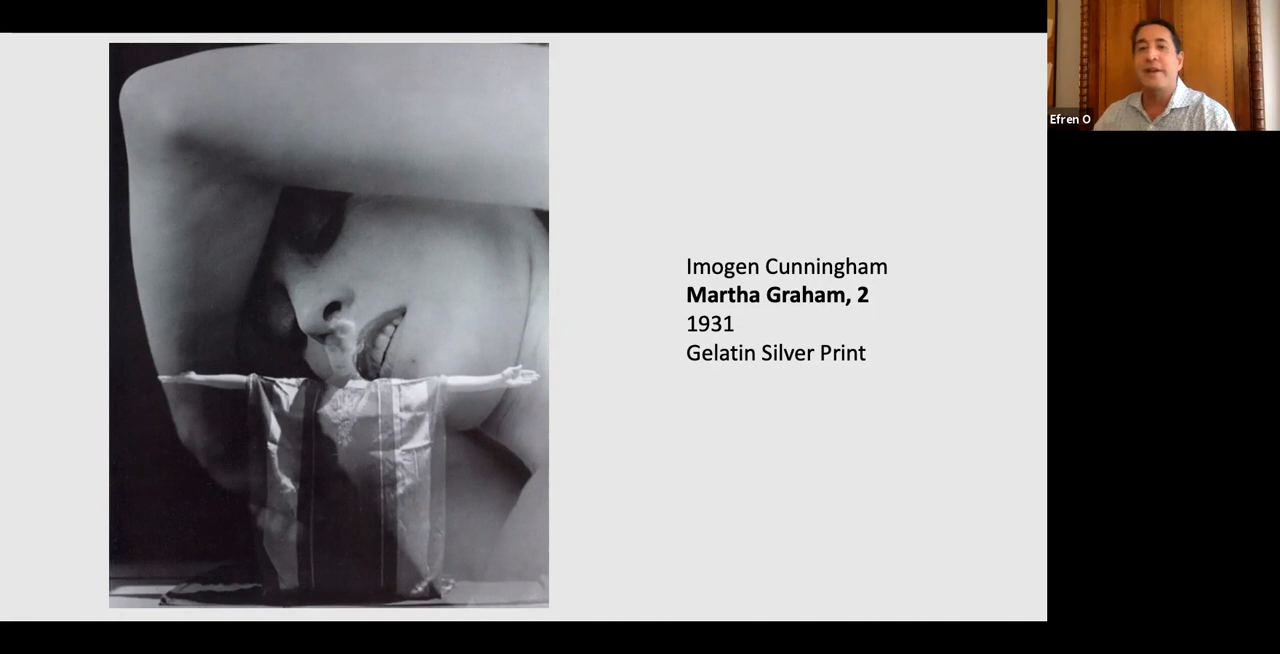 Imogen Cunningham
Martha Graham, 2
1931
Gelatin Silver Print
Efren O